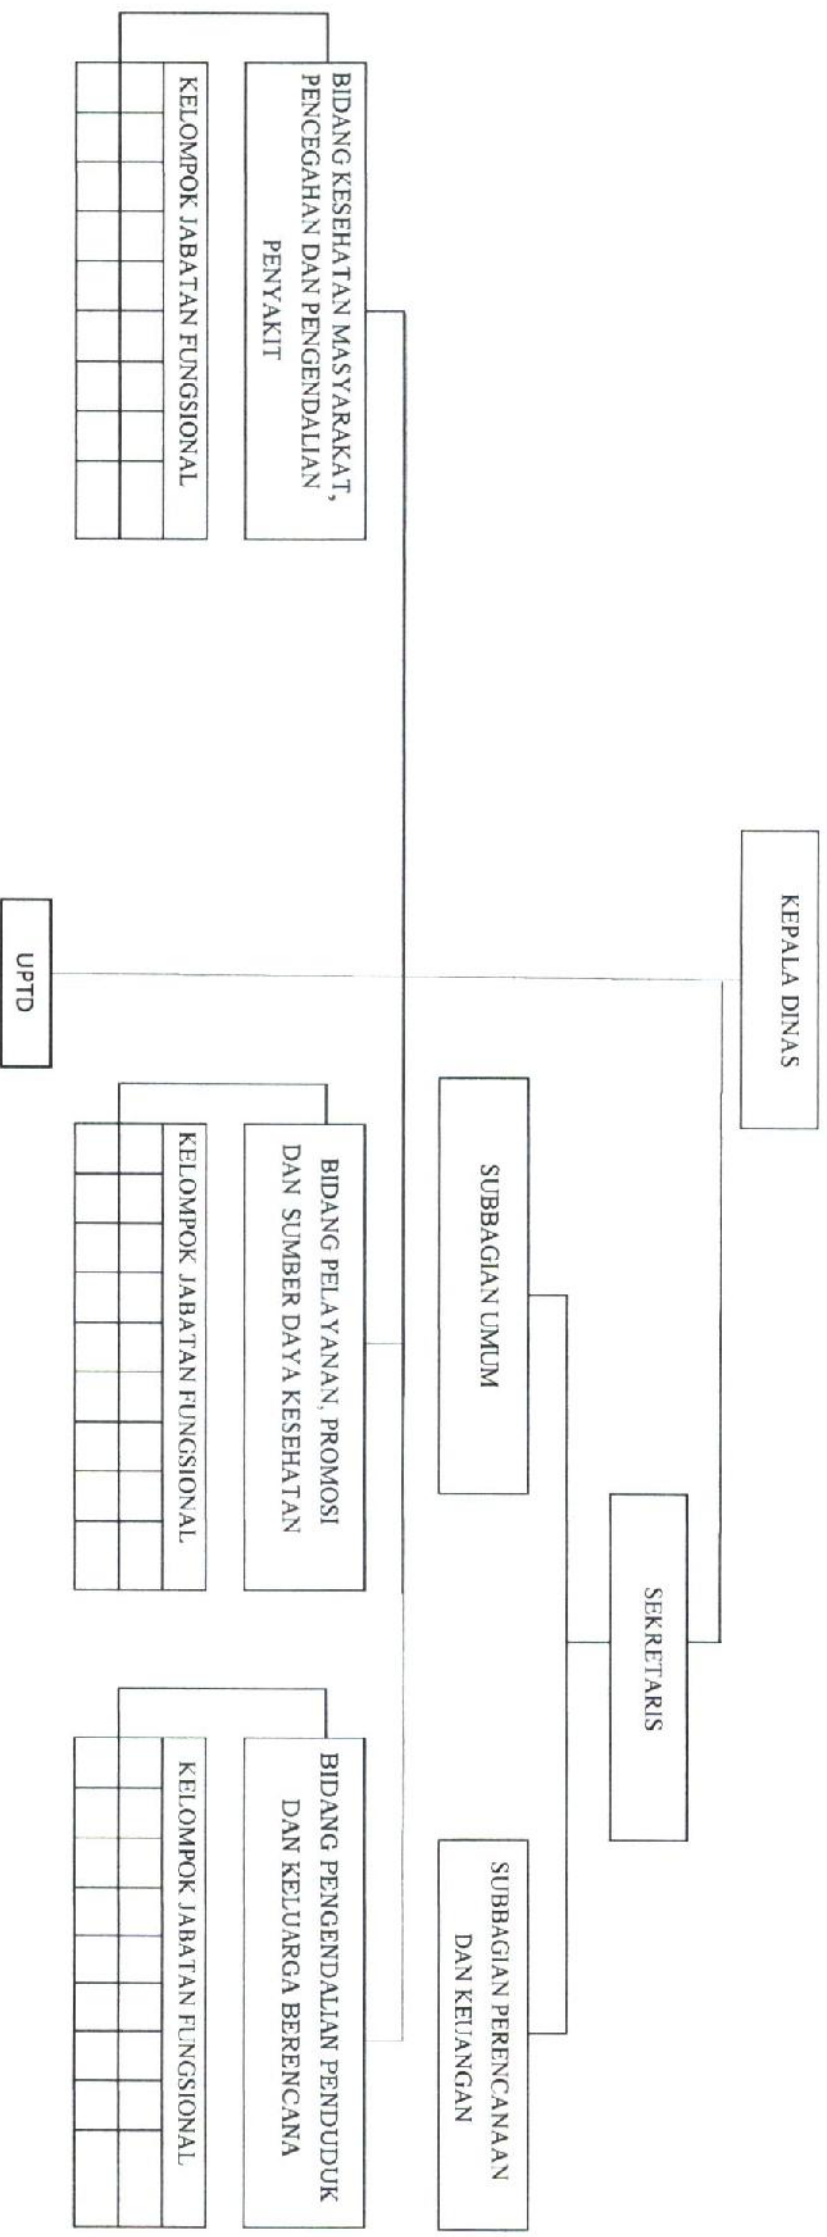 KEPALA DINAS
SEKRETARIS
SUBBAGIAN UMUM
SUBBAGIAN PERENCANAAN
DAN KEUANGAN
BIDANG KESEHATAN MASYARAKAT,
PENCEGAHAN DAN PENGENDALIAN
PENYAKIT
KELOMPOK JABATAN FUNGSIONAL
BIDANG PELAYANAN, PROMOSI
DAN SUMBER DAYA KESEHATAN
KELOMPOK JABATAN FUNGSIONAL
BIDANG PENGENDALIAN PENDUDUK
DAN KELUARGA BERENCANA
KELOMPOK JABATAN FUNGSIONAL
UPTD